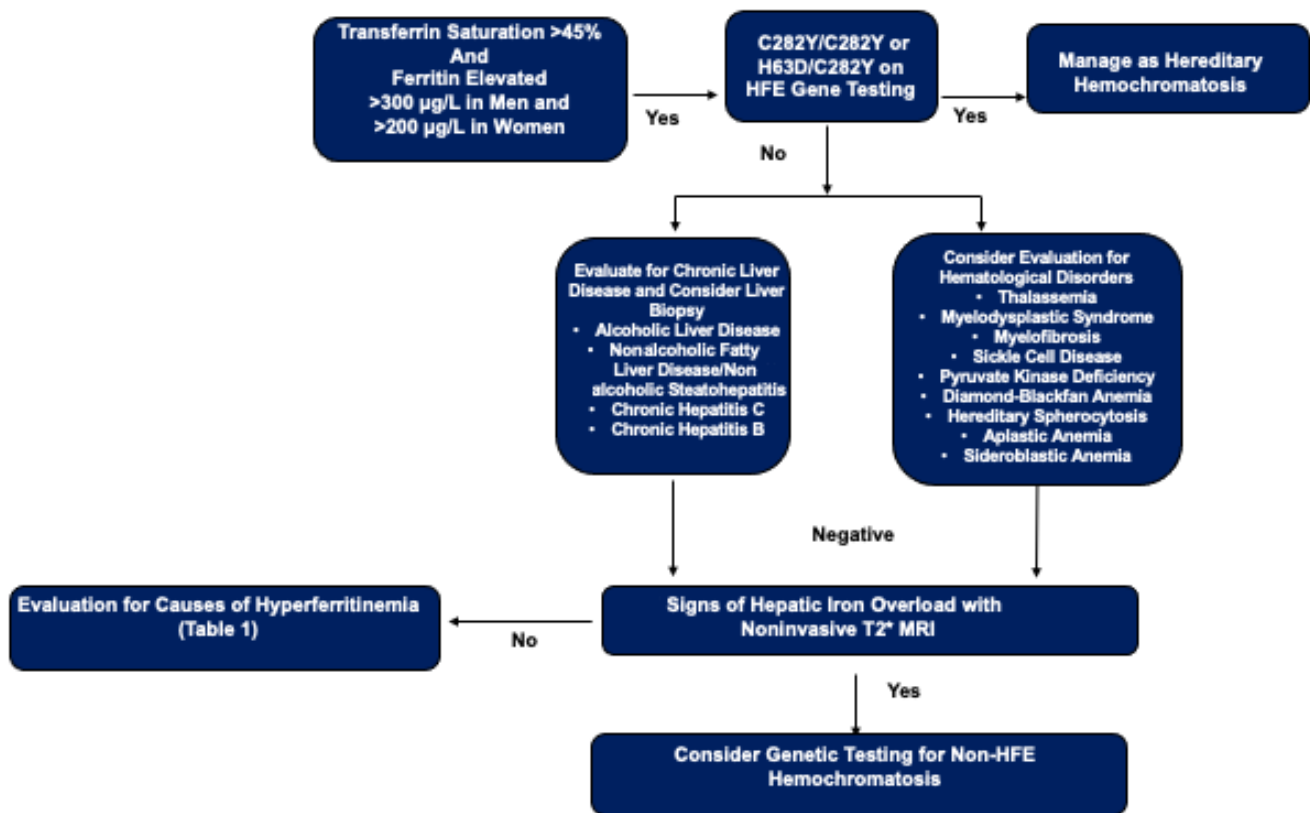 Transferrin Saturation >45%
And
Ferritin Elevated
>300 µg/L in Men and
>200 µg/L in Women
Yes
C282Y/C282Y or
H63D/C282Y on
HFE Gene Testing
Yes
Manage as Hereditary
Hemochromatosis
No
Evaluate for Chronic Liver
Disease and Consider Liver
Biopsy
• Alcoholic Liver Disease
• Nonalcoholic Fatty
Liver Disease/Non
alcoholic Steatohepatitis
• Chronic Hepatitis C
• Chronic Hepatitis B
Consider Evaluation for
Hematological Disorders
• Thalassemia
• Myelodysplastic Syndrome
• Myelofibrosis
• Sickle Cell Disease
• Pyruvate Kinase Deficiency
• Diamond-Blackfan Anemia
• Hereditary Spherocytosis
• Aplastic Anemia
• Sideroblastic Anemia
Negative
Signs of Hepatic Iron Overload with
Noninvasive T2* MRI
No
Evaluation for Causes of Hyperferritinemia
(Table 1)
Yes
Consider Genetic Testing for Non-HFE
Hemochromatosis